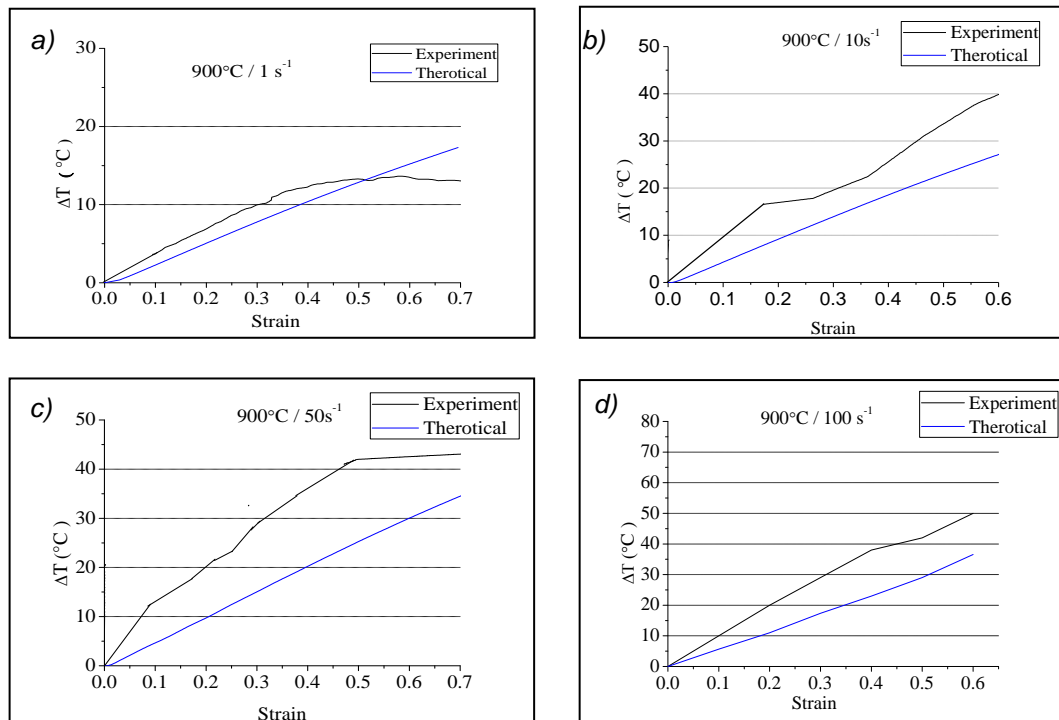 a)
30
20
10
0
ΔT (°C)
900°C / 1 s-1
Experiment
Therotical
0.0 0.1 0.2 0.3 0.4 0.5 0.6 0.7
Strain
b)
50
40
30
20
10
0
ΔT (°C)
900°C / 10s-1
Experiment
Therotical
0.0 0.1 0.2 0.3 0.4 0.5 0.6
Strain
c)
50
40
30
20
10
0
ΔT (°C)
900°C / 50s-1
Experiment
Therotical
0.0 0.1 0.2 0.3 0.4 0.5 0.6 0.7
Strain
d)
80
70
60
50
40
30
20
10
0
ΔT (°C)
900°C / 100 s-1
Experiment
Therotical
0.0 0.1 0.2 0.3 0.4 0.5 0.6
Strain